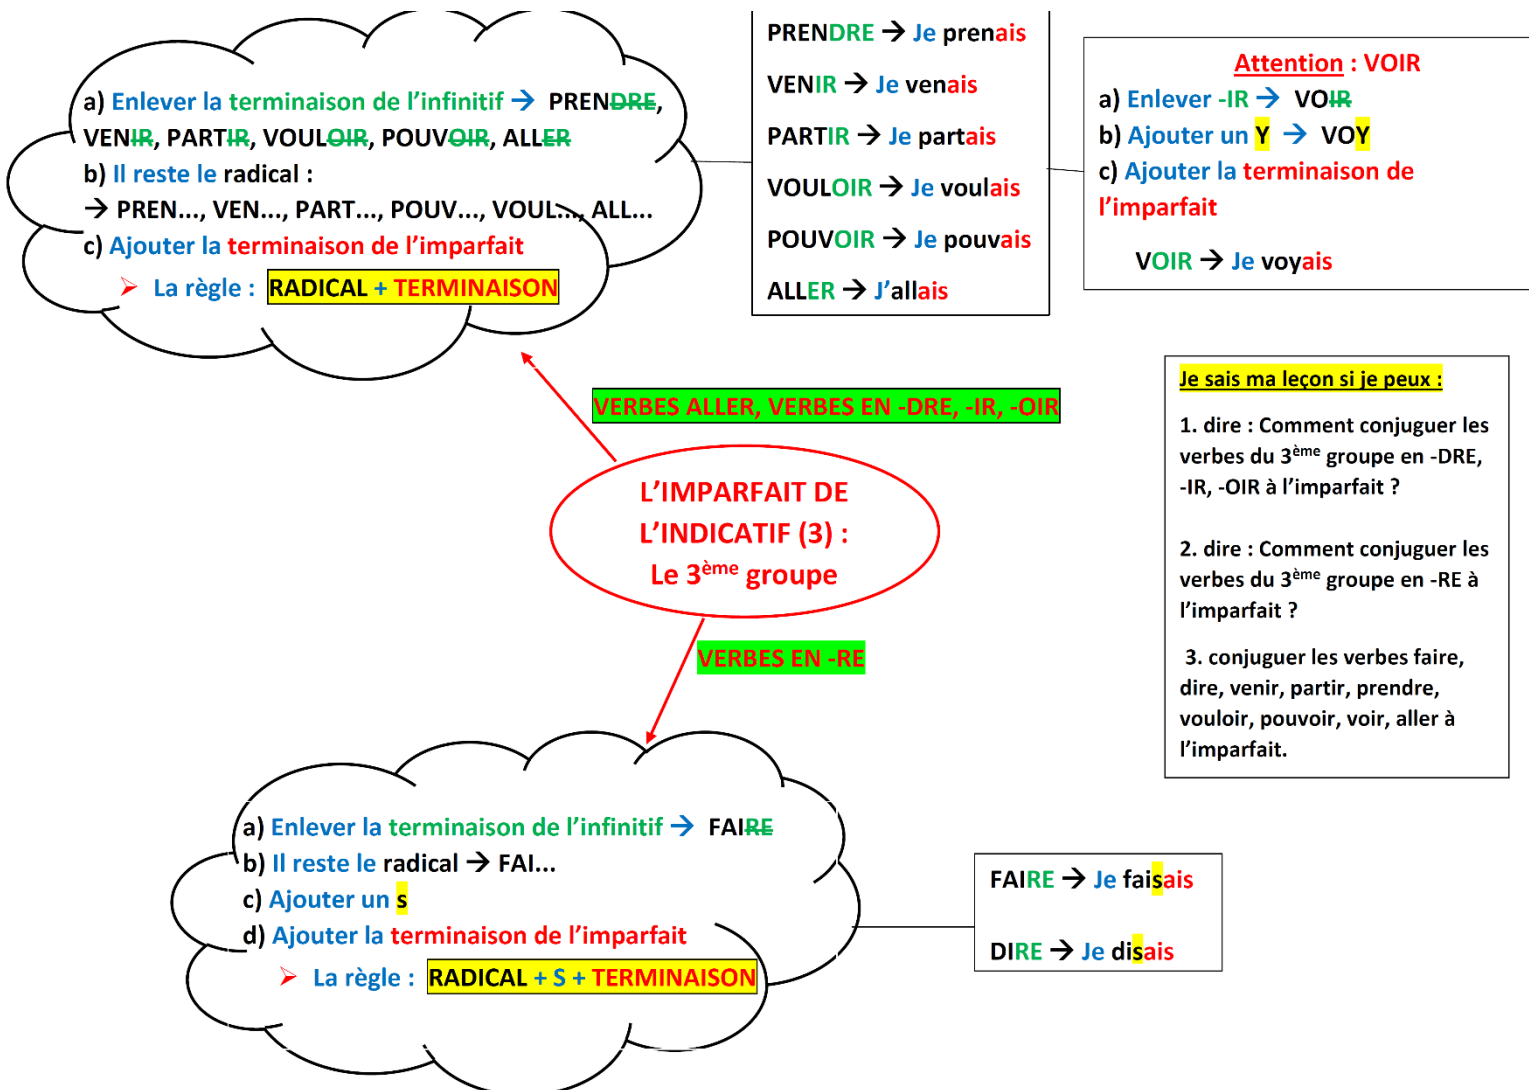 a) Enlever la terminaison de l’infinitif → PRENDRE,
VENIR, PARTIR, VOULOIR, POUVOIR, ALLER
b) Il reste le radical :
→ PREN..., VEN..., PART..., POUV..., VOUL..., ALL...
c) Ajouter la terminaison de l’imparfait
➢ La règle : RADICAL + TERMINAISON
PRENDRE → Je prenais
VENIR → Je venais
PARTIR → Je partais
VOULOIR → Je voulais
POUVOIR → Je pouvais
ALLER → J’allais
Attention : VOIR
a) Enlever -IR → VOIR
b) Ajouter un Y → VOY
c) Ajouter la terminaison de
l’imparfait
VOIR → Je voyais
VERBES ALLER, VERBES EN -DRE, -IR, -OIR
L’IMPARFAIT DE
L’INDICATIF (3) :
Le 3ème groupe
VERBES EN -RE
Je sais ma leçon si je peux :
1. dire : Comment conjuguer les
verbes du 3ème groupe en -DRE,
-IR, -OIR à l’imparfait ?
2. dire : Comment conjuguer les
verbes du 3ème groupe en -RE à
l’imparfait ?
3. conjuguer les verbes faire,
dire, venir, partir, prendre,
vouloir, pouvoir, voir, aller à
l’imparfait.
a) Enlever la terminaison de l’infinitif → FAIRE
b) Il reste le radical → FAI...
c) Ajouter un s
d) Ajouter la terminaison de l’imparfait
➢ La règle : RADICAL + S + TERMINAISON
FAIRE → Je faisais
DIRE → Je disais